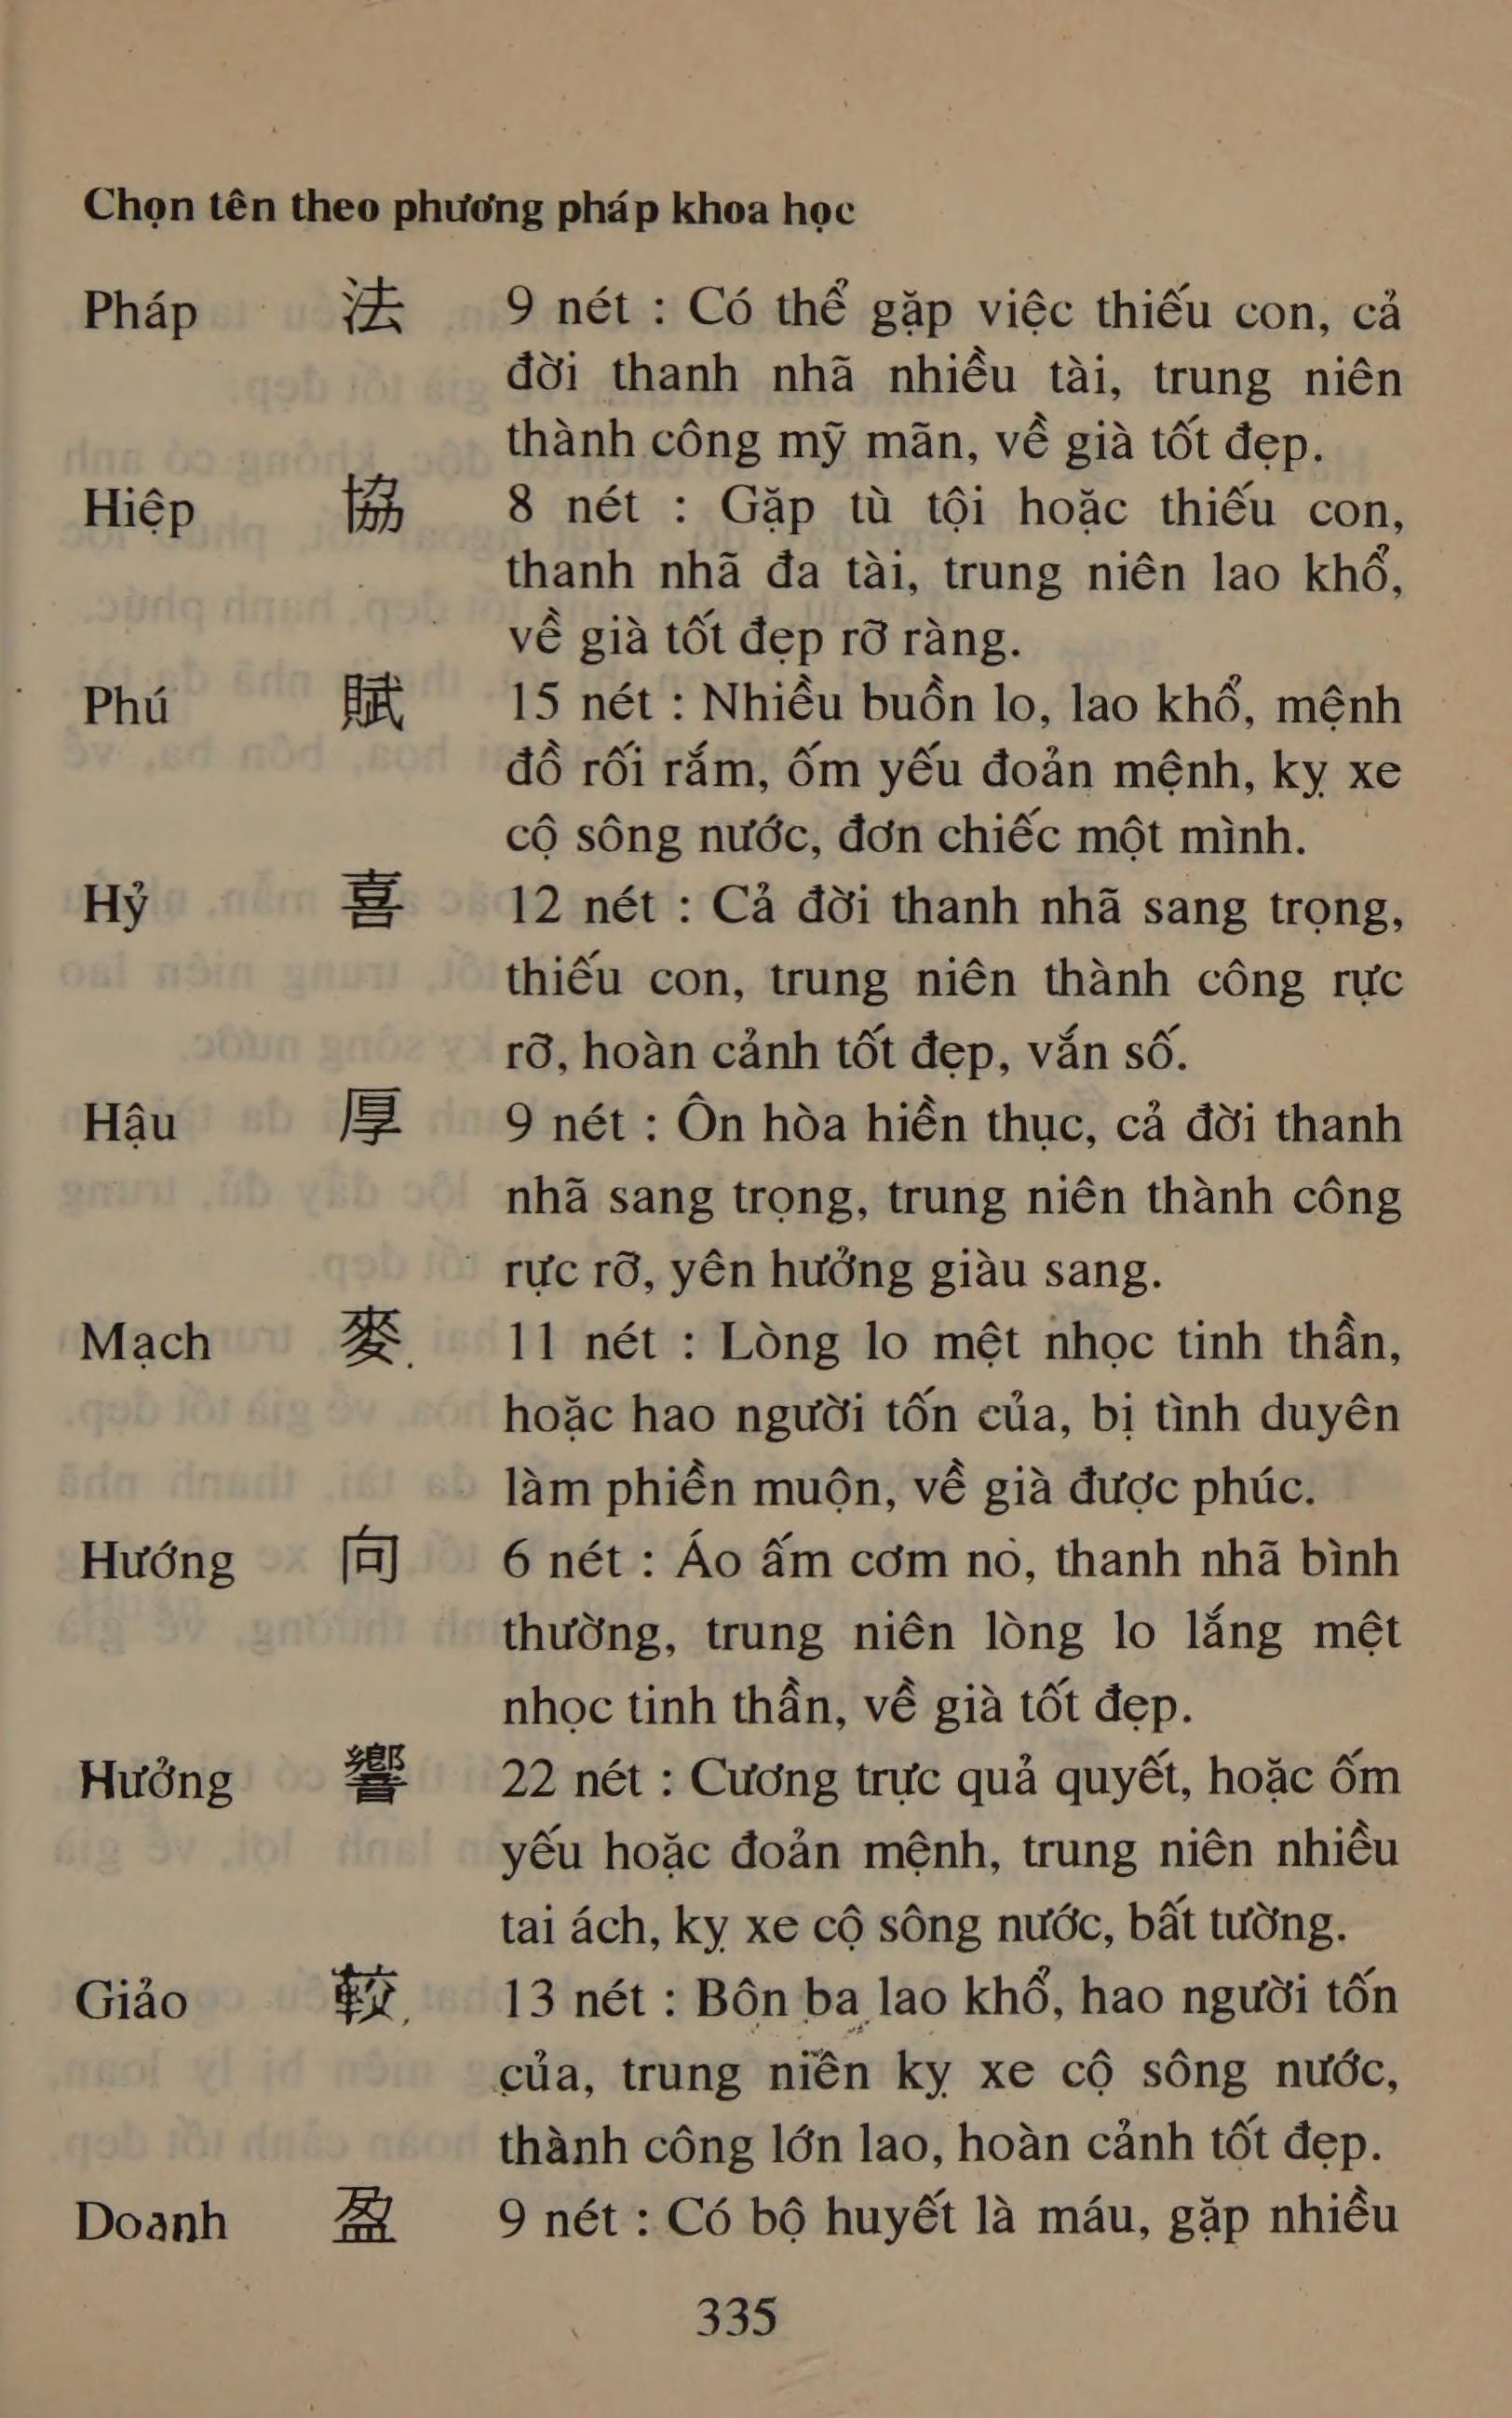 Chọn tên theo phương pháp khoa học
Pháp 法 9 nét : Có thể gặp việc thiếu con, cả
đời thanh nhã nhiều tài, trung niên
thành công mỹ mãn, về già tốt đẹp.
Hiệp 協 8 nét : Gặp tù tội hoặc thiếu con,
thanh nhã đa tài, trung niên lao khổ,
về già tốt đẹp rỡ ràng.
Phú 賦 15 nét : Nhiều buồn lo, lao khổ, mệnh
đồ rối rắm, ốm yếu đoản mệnh, kỵ xe
cộ sông nước, đơn chiếc một mình.
Hỷ 喜 12 nét : Cả đời thanh nhã sang trọng,
thiếu con, trung niên thành công rực
rỡ, hoàn cảnh tốt đẹp, vắn số.
Hậu 厚 9 nét : Ôn hòa hiền thục, cả đời thanh
nhã sang trọng, trung niên thành công
rực rỡ, yên hưởng giàu sang.
Mạch 麥 11 nét : Lòng lo mệt nhọc tinh thần,
hoặc hao người tốn của, bị tình duyên
làm phiền muộn, về già được phúc.
Hướng 向 6 nét : Áo ấm cơm no, thanh nhã bình
thường, trung niên lòng lo lắng mệt
nhọc tinh thần, về già tốt đẹp.
Hưởng 響 22 nét : Cương trực quả quyết, hoặc ốm
yếu hoặc đoản mệnh, trung niên nhiều
tai ách, kỵ xe cộ sông nước, bất tường.
Giảo 較 13 nét : Bôn ba lao khổ, hao người tốn
của, trung niên kỵ xe cộ sông nước,
thành công lớn lao, hoàn cảnh tốt đẹp.
Doanh 盈 9 nét : Có bộ huyết là máu, gặp nhiều
335